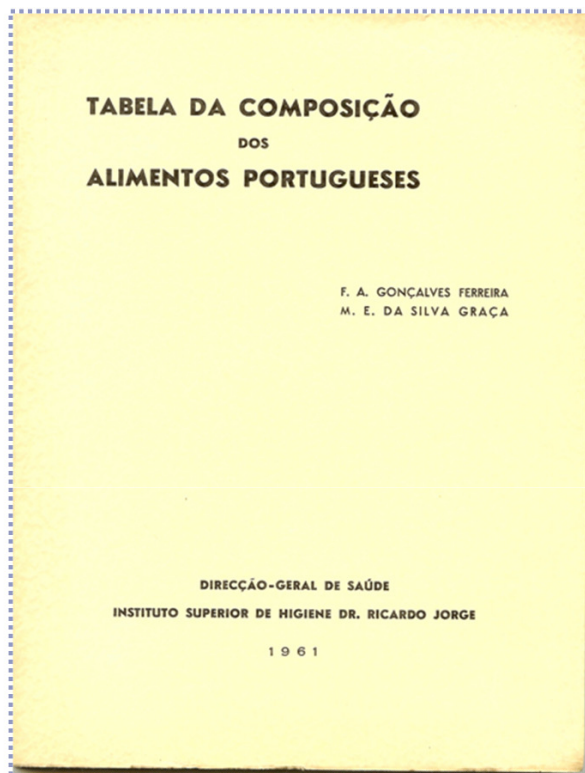 TABELA DA COMPOSIÇÃO
DOS
ALIMENTOS PORTUGUESES
F. A. GONÇALVES FERREIRA
M. E. DA SILVA GRAÇA
DIRECÇÃO-GERAL DE SAÚDE
INSTITUTO SUPERIOR DE HIGIENE DR. RICARDO JORGE
1961